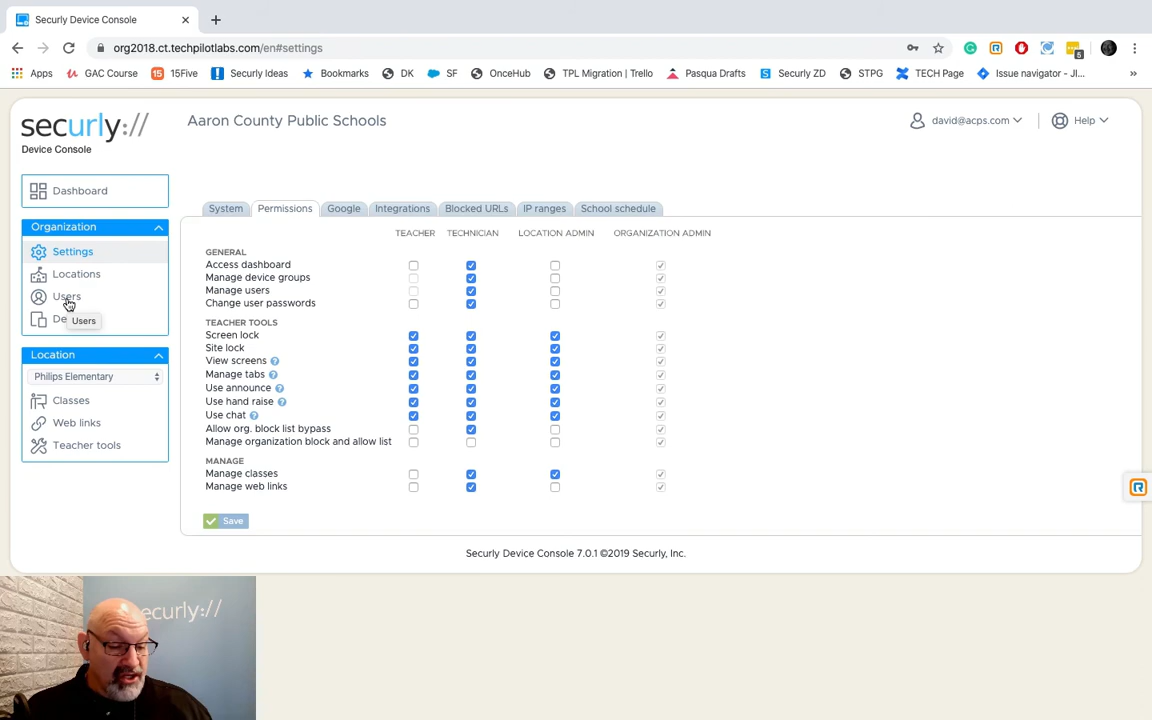 Securly Device Console
org2018.ct.techpilotlabs.com/en#settings
5
Apps GAC Course 15 15Five Securly Ideas Bookmarks DK SF OnceHub TPL Migration | Trello Pasqua Drafts Securly ZD STPG TECH Page Issue navigator - JI... »
securly://
Device Console
Aaron County Public Schools
david@acps.com
Help
Dashboard
Organization
Settings
Locations
Users
De
Users
Location
Philips Elementary
Classes
Web links
Teacher tools
System Permissions Google Integrations Blocked URLs IP ranges School schedule
TEACHER TECHNICIAN LOCATION ADMIN ORGANIZATION ADMIN
GENERAL
Access dashboard
Manage device groups
Manage users
Change user passwords
TEACHER TOOLS
Screen lock
Site lock
View screens ?
Manage tabs ?
Use announce ?
Use hand raise ?
Use chat ?
Allow org. block list bypass
Manage organization block and allow list
MANAGE
Manage classes
Manage web links
Save
Securly Device Console 7.0.1 ©2019 Securly, Inc.
securly://